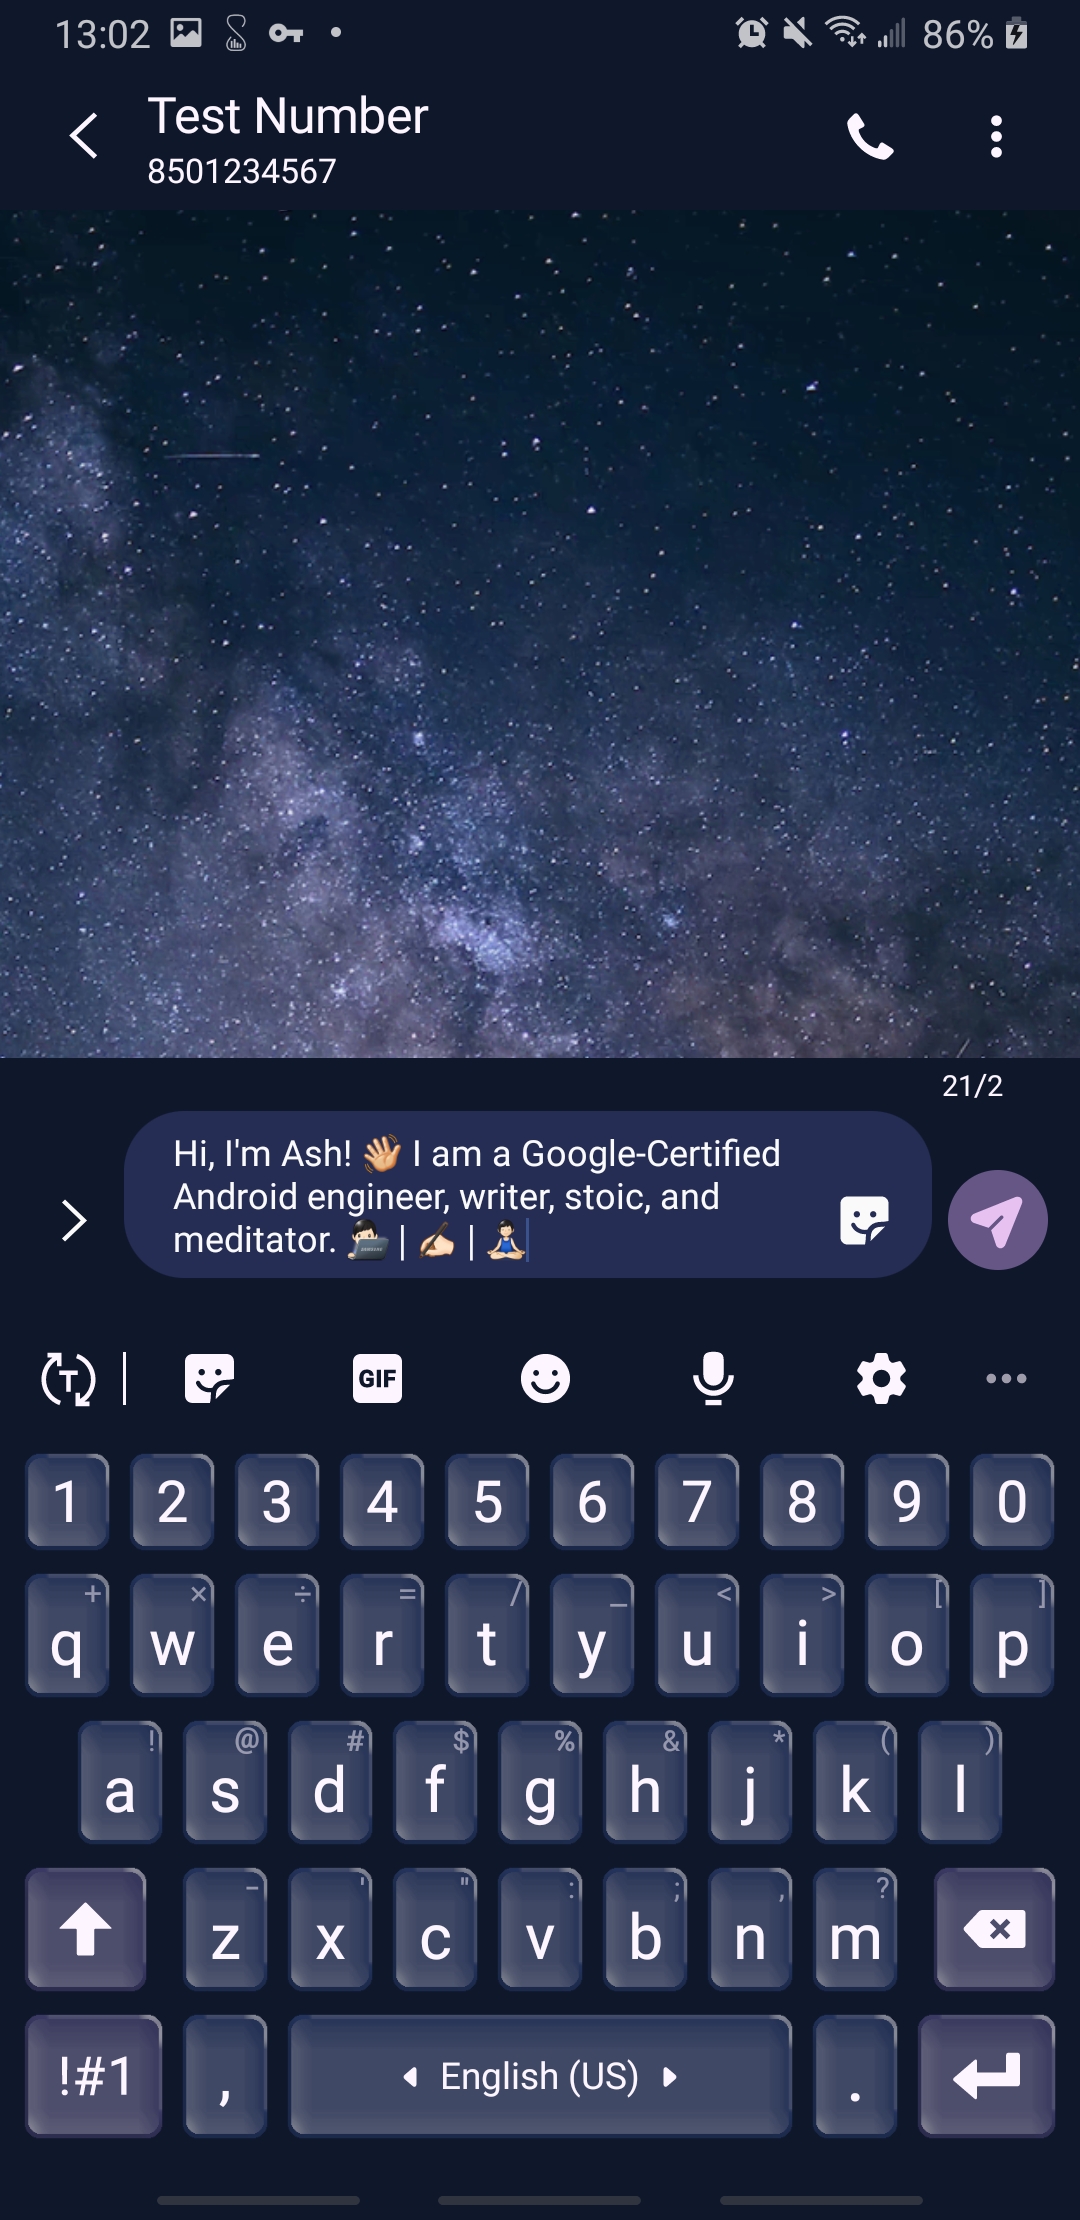 13:02 86%
Test Number
8501234567
21/2
Hi, I'm Ash! 👋🏻 I am a Google-Certified
Android engineer, writer, stoic, and
meditator. 👨🏻‍💻 | ✍🏻 | 🧘🏻
T GIF
1 2 3 4 5 6 7 8 9 0
+ × ÷ = / _ < > [ ]
q w e r t y u i o p
! @ # $ % & * ( )
a s d f g h j k l
- ' " : ; , ?
z x c v b n m
!#1 , English (US) .